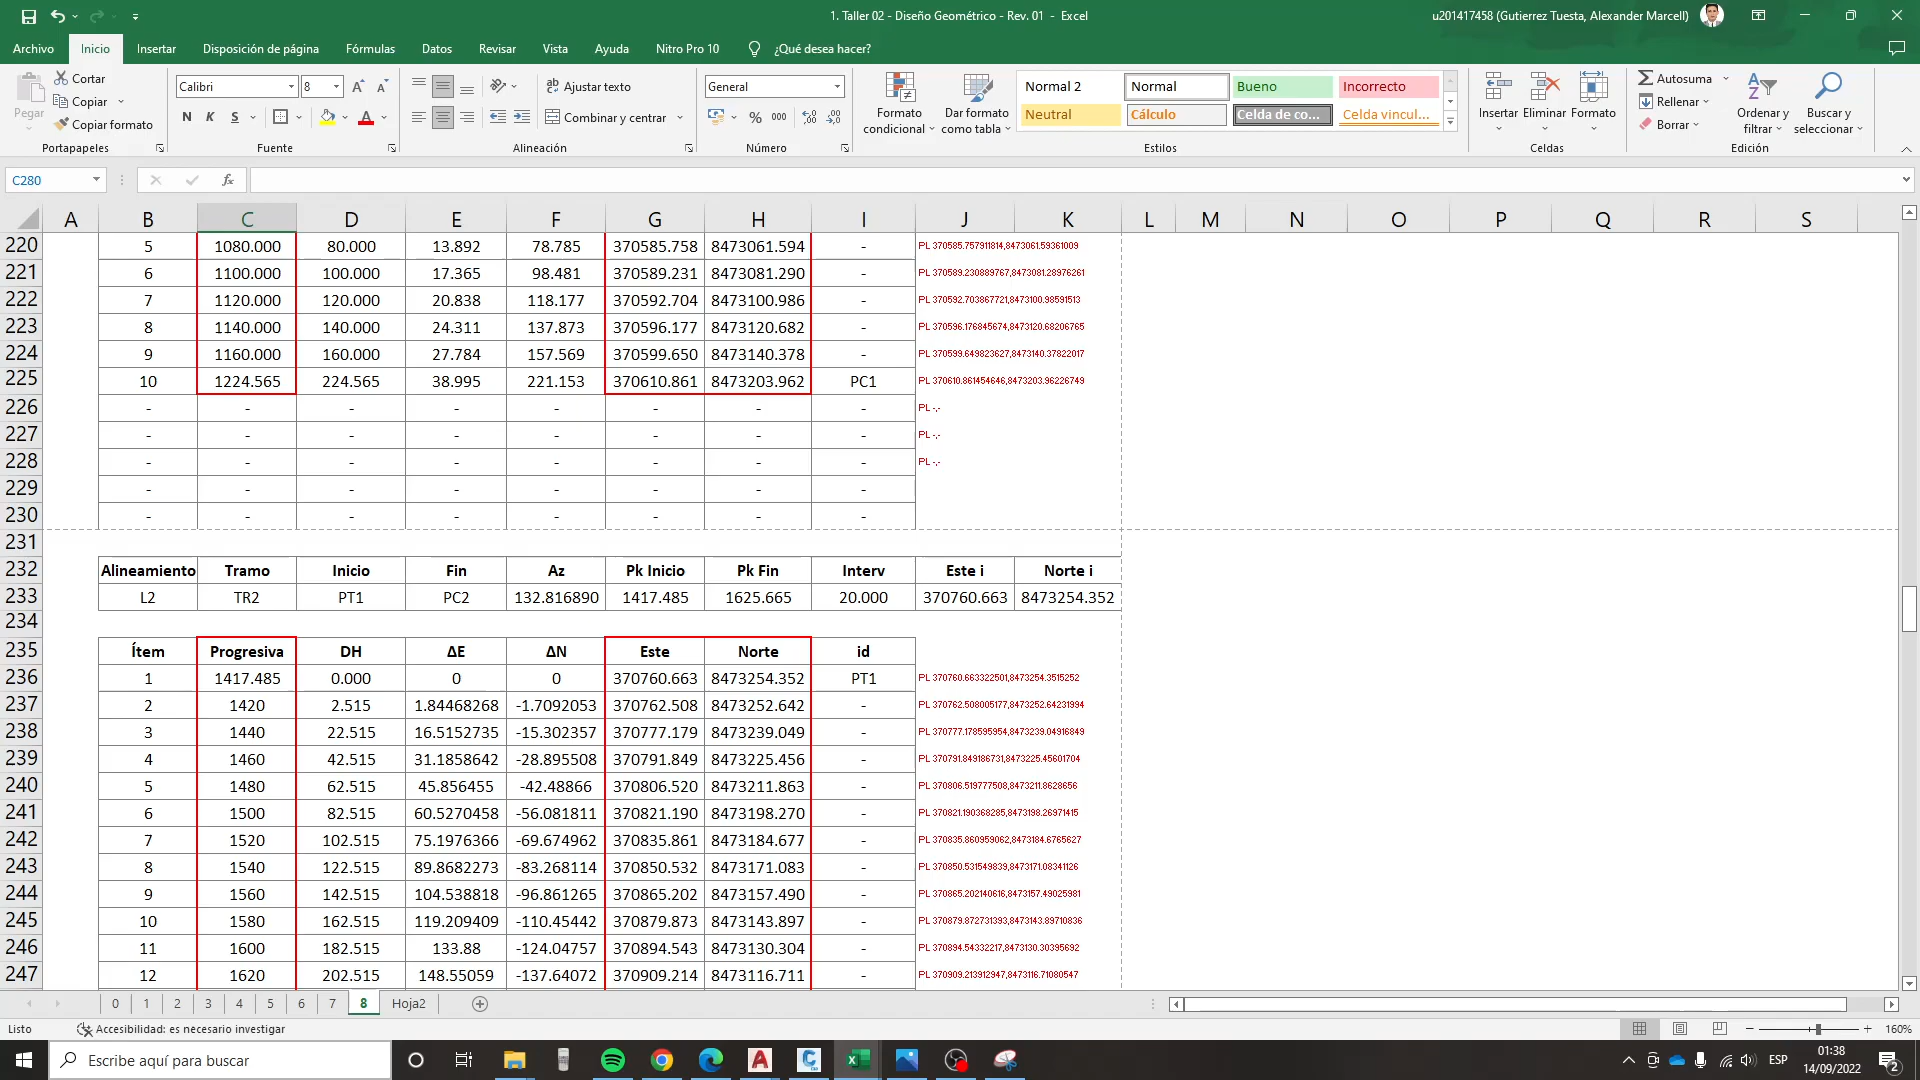 1. Taller 02 - Diseño Geométrico - Rev. 01 - Excel
u201417458 (Gutierrez Tuesta, Alexander Marcell)
Archivo Inicio Insertar Disposición de página Fórmulas Datos Revisar Vista Ayuda Nitro Pro 10 ¿Qué desea hacer?
Pegar
Cortar
Copiar
Copiar formato
Portapapeles
Calibri 8
N K S
Fuente
Ajustar texto
Combinar y centrar
Alineación
General
% 000
Número
Formato condicional
Dar formato como tabla
Normal 2 Normal Bueno Incorrecto
Neutral Cálculo Celda de co... Celda vincul...
Estilos
Insertar Eliminar Formato
Celdas
Autosuma
Rellenar
Borrar
Ordenar y filtrar
Buscar y seleccionar
Edición
C280 fx
A B C D E F G H I J K L M N O P Q R S
220 5 1080.000 80.000 13.892 78.785 370585.758 8473061.594 - PL 370585.757911814,8473061.59361009
221 6 1100.000 100.000 17.365 98.481 370589.231 8473081.290 - PL 370589.230889767,8473081.28976261
222 7 1120.000 120.000 20.838 118.177 370592.704 8473100.986 - PL 370592.703867721,8473100.98591513
223 8 1140.000 140.000 24.311 137.873 370596.177 8473120.682 - PL 370596.176845674,8473120.68206765
224 9 1160.000 160.000 27.784 157.569 370599.650 8473140.378 - PL 370599.649823627,8473140.37822017
225 10 1224.565 224.565 38.995 221.153 370610.861 8473203.962 PC1 PL 370610.861454646,8473203.96226749
226 - - - - - - - - PL -,-
227 - - - - - - - - PL -,-
228 - - - - - - - - PL -,-
229 - - - - - - - -
230 - - - - - - - -
231
232 Alineamiento Tramo Inicio Fin Az Pk Inicio Pk Fin Interv Este i Norte i
233 L2 TR2 PT1 PC2 132.816890 1417.485 1625.665 20.000 370760.663 8473254.352
234
235 Ítem Progresiva DH ΔE ΔN Este Norte id
236 1 1417.485 0.000 0 0 370760.663 8473254.352 PT1 PL 370760.663322501,8473254.3515252
237 2 1420 2.515 1.84468268 -1.7092053 370762.508 8473252.642 - PL 370762.508005177,8473252.64231994
238 3 1440 22.515 16.5152735 -15.302357 370777.179 8473239.049 - PL 370777.178595954,8473239.04916849
239 4 1460 42.515 31.1858642 -28.895508 370791.849 8473225.456 - PL 370791.849186731,8473225.45601704
240 5 1480 62.515 45.856455 -42.48866 370806.520 8473211.863 - PL 370806.519777508,8473211.8628656
241 6 1500 82.515 60.5270458 -56.081811 370821.190 8473198.270 - PL 370821.190368285,8473198.26971415
242 7 1520 102.515 75.1976366 -69.674962 370835.861 8473184.677 - PL 370835.860959062,8473184.6765627
243 8 1540 122.515 89.8682273 -83.268114 370850.532 8473171.083 - PL 370850.531549839,8473171.08341126
244 9 1560 142.515 104.538818 -96.861265 370865.202 8473157.490 - PL 370865.202140616,8473157.49025981
245 10 1580 162.515 119.209409 -110.45442 370879.873 8473143.897 - PL 370879.872731393,8473143.89710836
246 11 1600 182.515 133.88 -124.04757 370894.543 8473130.304 - PL 370894.54332217,8473130.30395692
247 12 1620 202.515 148.55059 -137.64072 370909.214 8473116.711 - PL 370909.213912947,8473116.71080547
0 1 2 3 4 5 6 7 8 Hoja2
Listo Accesibilidad: es necesario investigar 160%
Escribe aquí para buscar
ESP
01:38
14/09/2022
2